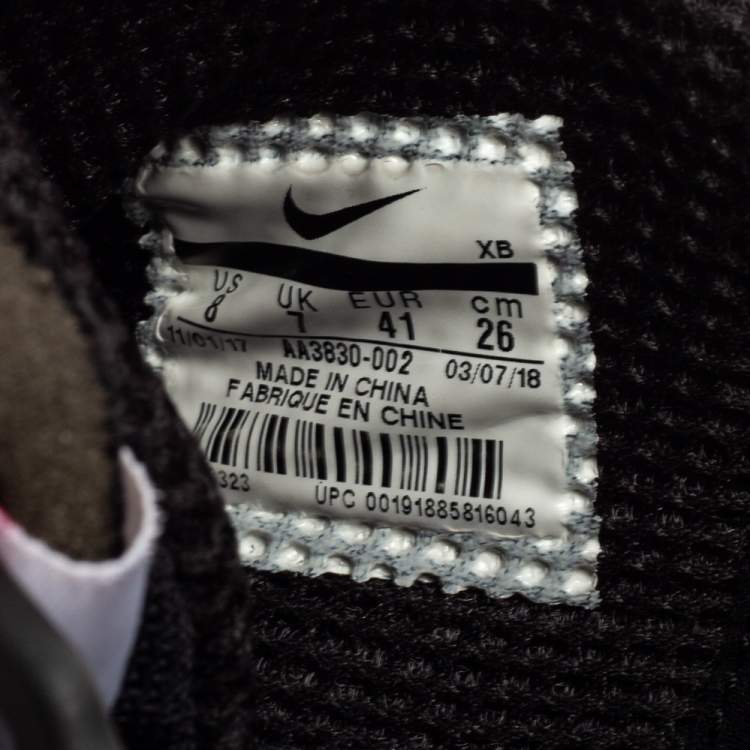 XB
US UK EUR cm
8 7 41 26
11/01/17 AA3830-002 03/07/18
MADE IN CHINA
FABRIQUE EN CHINE
323
UPC 00191885816043